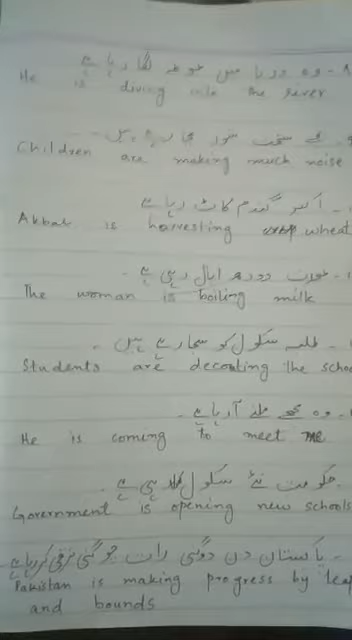 وہ دریا میں غوطہ لگا رہا ہے
He is diving into the river
بچے سخت شور مچا رہے ہیں۔
Children are making much noise
اکبر گندم کاٹ رہا ہے
Akbar is harvesting wheat
عورت دودھ ابال رہی ہے۔
The woman is boiling milk
طلبہ سکول کو سجا رہے ہیں۔
Students are decorating the
وہ مجھے ملنے آ رہا ہے۔
He is coming to meet me
حکومت نئے سکول کھول رہی ہے۔
Government is opening new schools
پاکستان دن دوگنی رات چوگنی ترقی کر رہا ہے
Pakistan is making progress by leap
and bounds